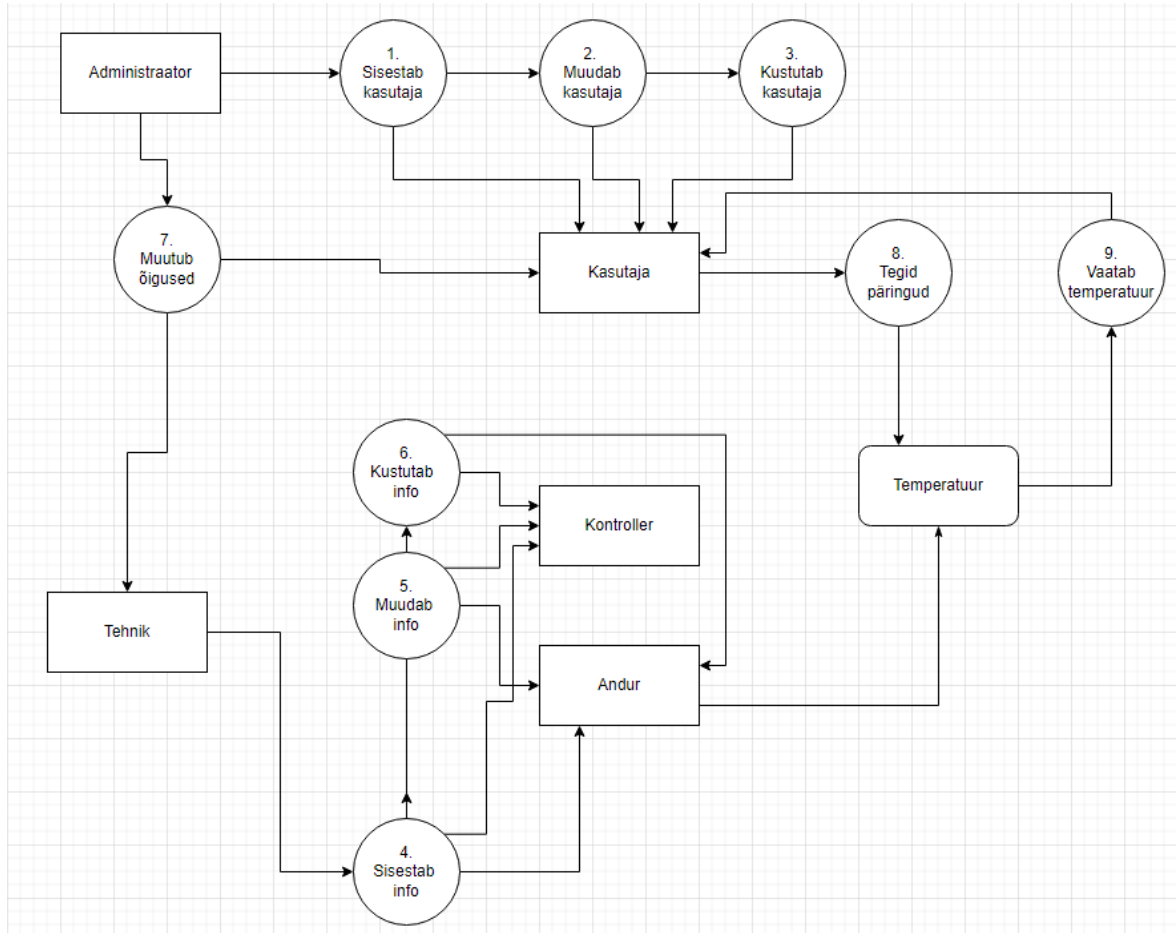 Administraator
1.
Sisestab
kasutaja
2.
Muudab
kasutaja
3.
Kustutab
kasutaja
7.
Muutub
õigused
Kasutaja
8.
Tegid
päringud
9.
Vaatab
temperatuur
6.
Kustutab
info
Kontroller
Temperatuur
5.
Muudab
info
Tehnik
Andur
4.
Sisestab
info